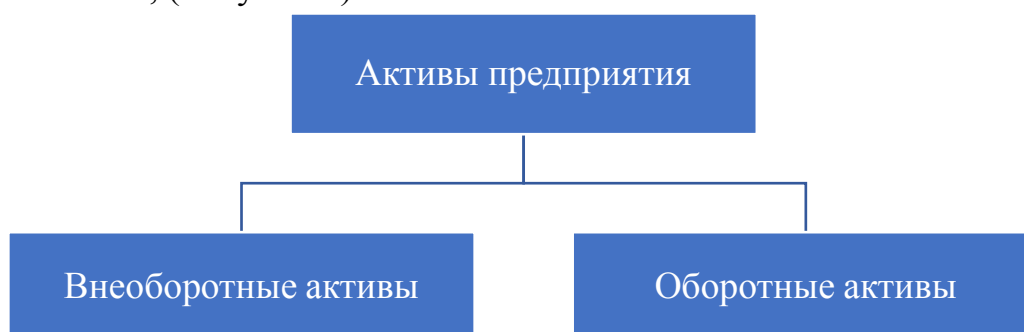 Активы предприятия
Внеоборотные активы
Оборотные активы